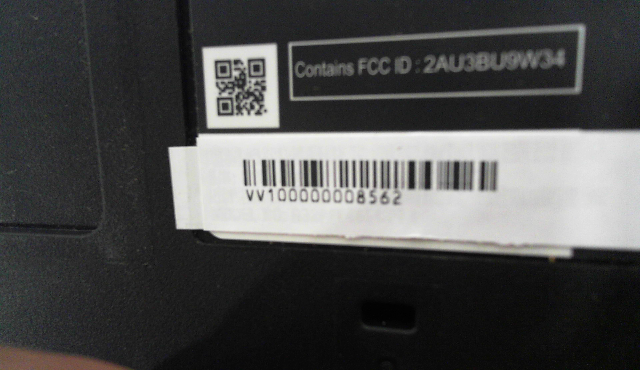 Contains FCC ID : 2AU3BU9W34
VV100000008562